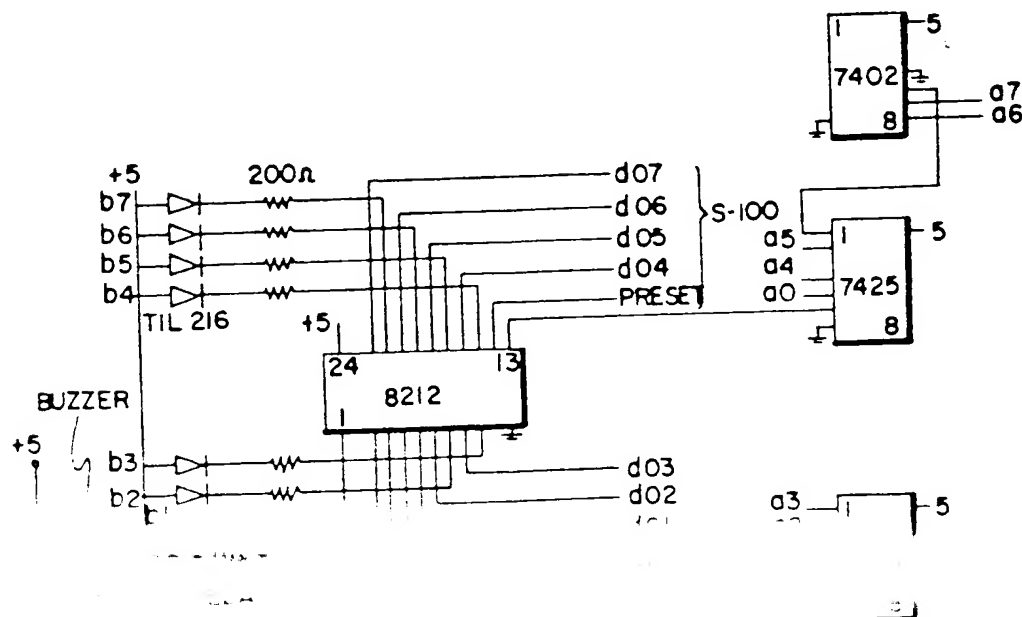 1 5
7402
a7
8 a6
+5 200Ω d07
b7
b6 d06 S-100
b5 d05 a5 1 5
b4 d04 a4
TIL 216 +5 PRESET a0 7425
24 13 8
8212
BUZZER 1
+5
b3 d03
b2 d02 a3 1 5